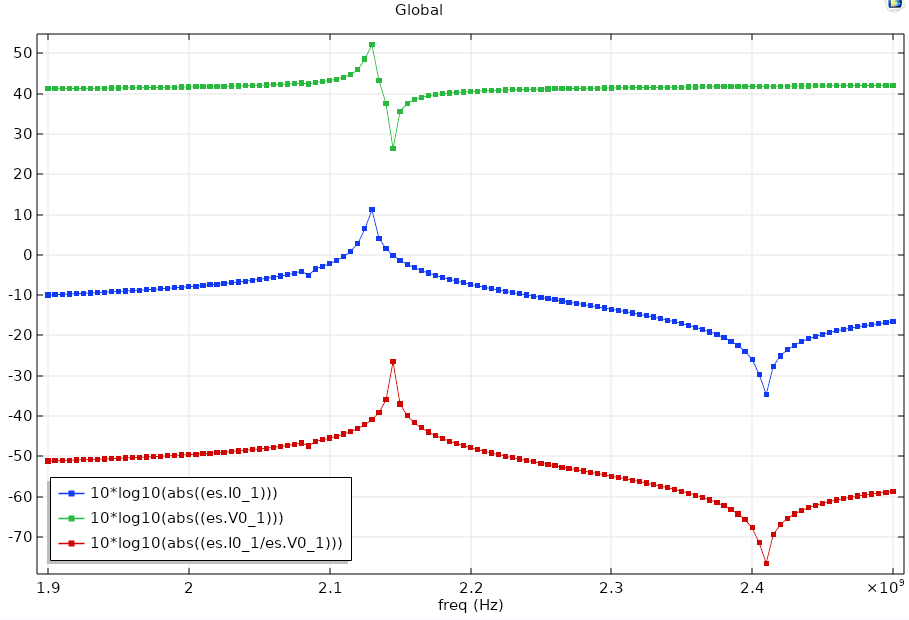 Global
50
40
30
20
10
0
-10
-20
-30
-40
-50
-60
-70
10*log10(abs((es.I0_1)))
10*log10(abs((es.V0_1)))
10*log10(abs((es.I0_1/es.V0_1)))
1.9 2 2.1 2.2 2.3 2.4 ×10⁹
freq (Hz)